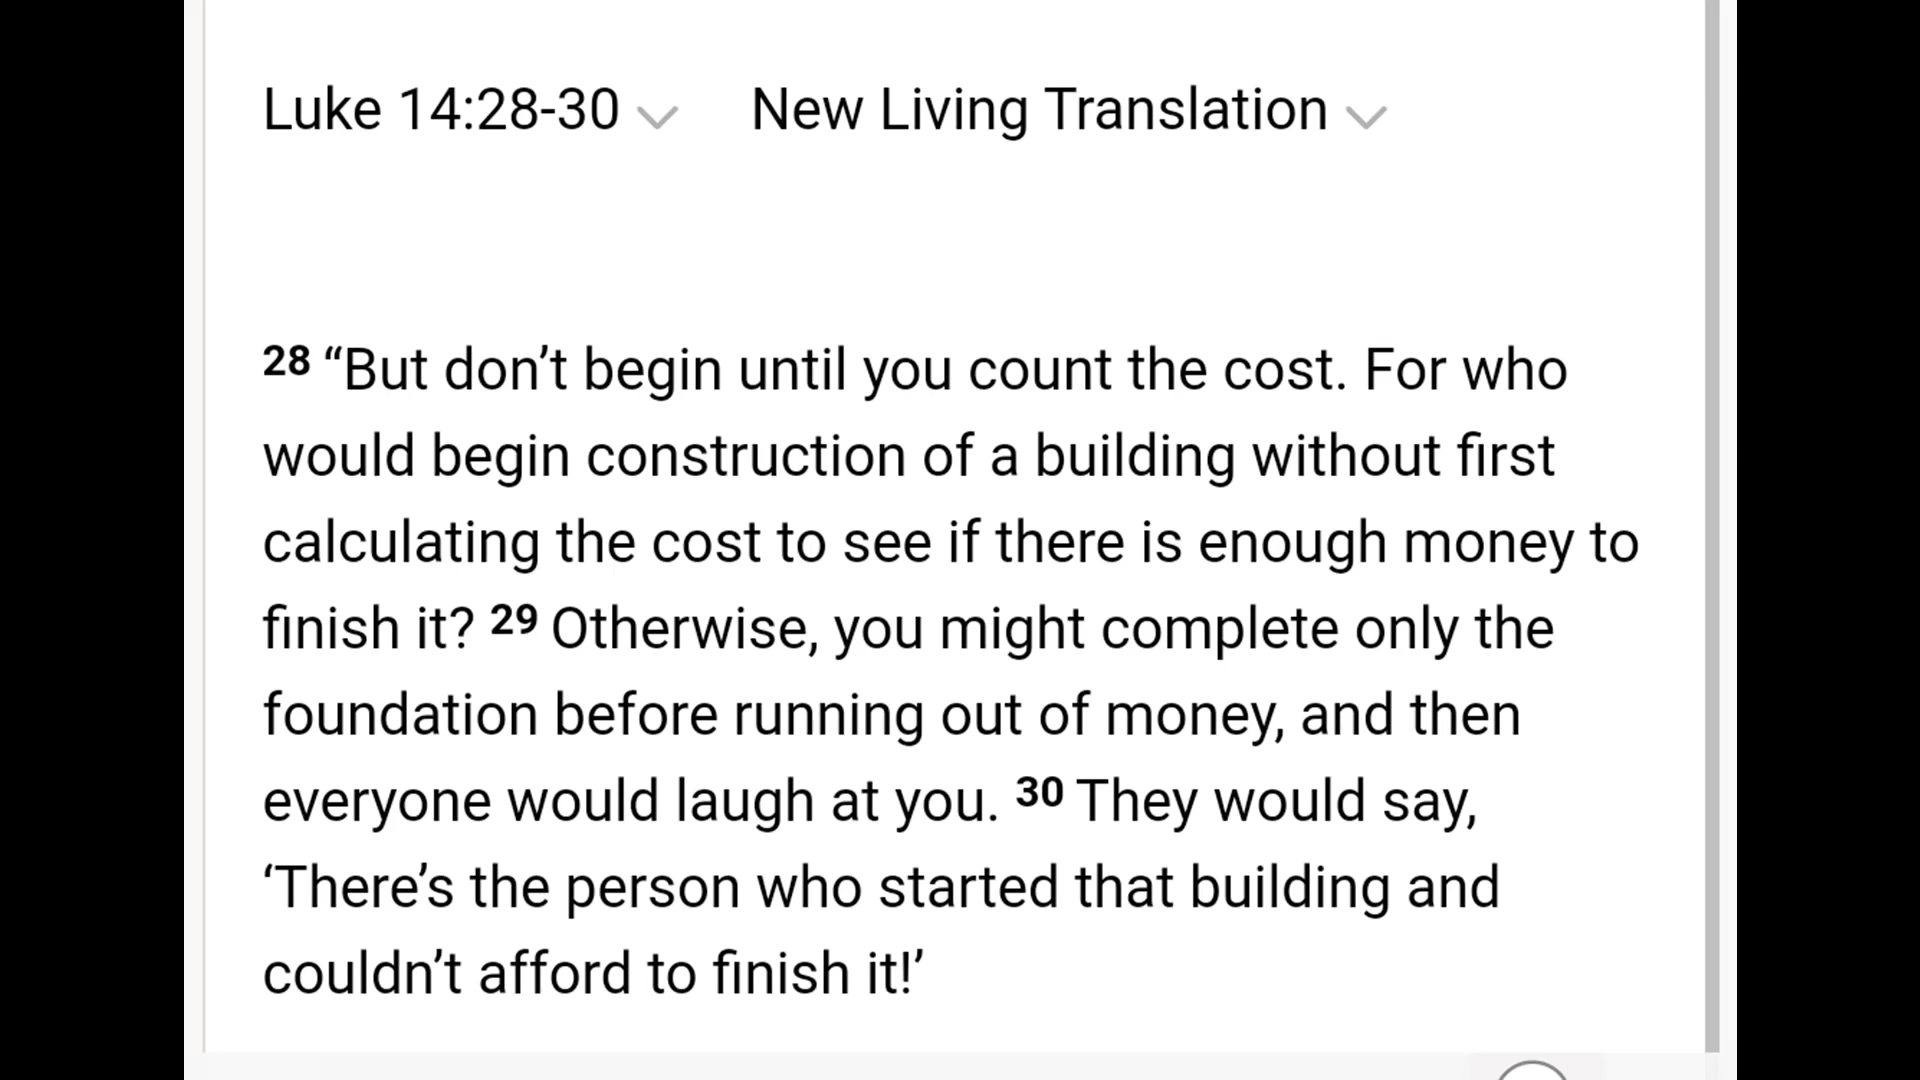 Luke 14:28-30 New Living Translation
28 “But don’t begin until you count the cost. For who
would begin construction of a building without first
calculating the cost to see if there is enough money to
finish it? 29 Otherwise, you might complete only the
foundation before running out of money, and then
everyone would laugh at you. 30 They would say,
‘There’s the person who started that building and
couldn’t afford to finish it!’